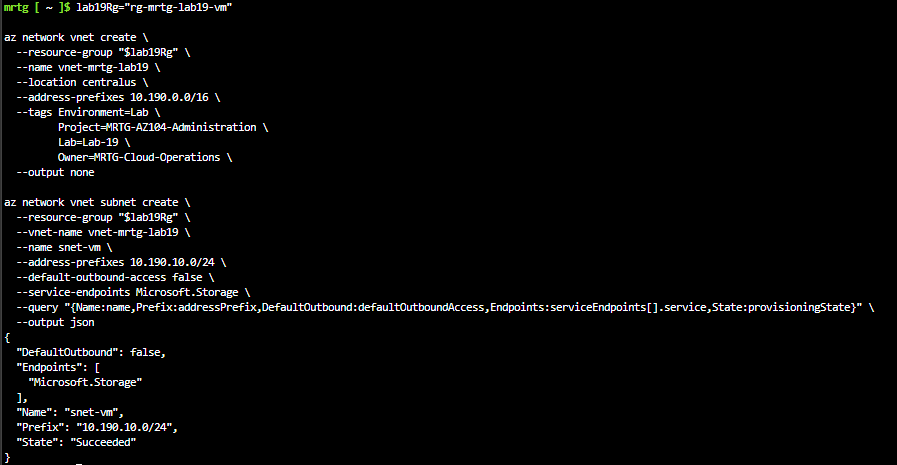 mrtg [ ~ ]$ lab19Rg="rg-mrtg-lab19-vm"

az network vnet create \
  --resource-group "$lab19Rg" \
  --name vnet-mrtg-lab19 \
  --location centralus \
  --address-prefixes 10.190.0.0/16 \
  --tags Environment=Lab \
         Project=MRTG-AZ104-Administration \
         Lab=Lab-19 \
         Owner=MRTG-Cloud-Operations \
  --output none

az network vnet subnet create \
  --resource-group "$lab19Rg" \
  --vnet-name vnet-mrtg-lab19 \
  --name snet-vm \
  --address-prefixes 10.190.10.0/24 \
  --default-outbound-access false \
  --service-endpoints Microsoft.Storage \
  --query "{Name:name,Prefix:addressPrefix,DefaultOutbound:defaultOutboundAccess,Endpoints:serviceEndpoints[].service,State:provisioningState}" \
  --output json
{
  "DefaultOutbound": false,
  "Endpoints": [
    "Microsoft.Storage"
  ],
  "Name": "snet-vm",
  "Prefix": "10.190.10.0/24",
  "State": "Succeeded"
}